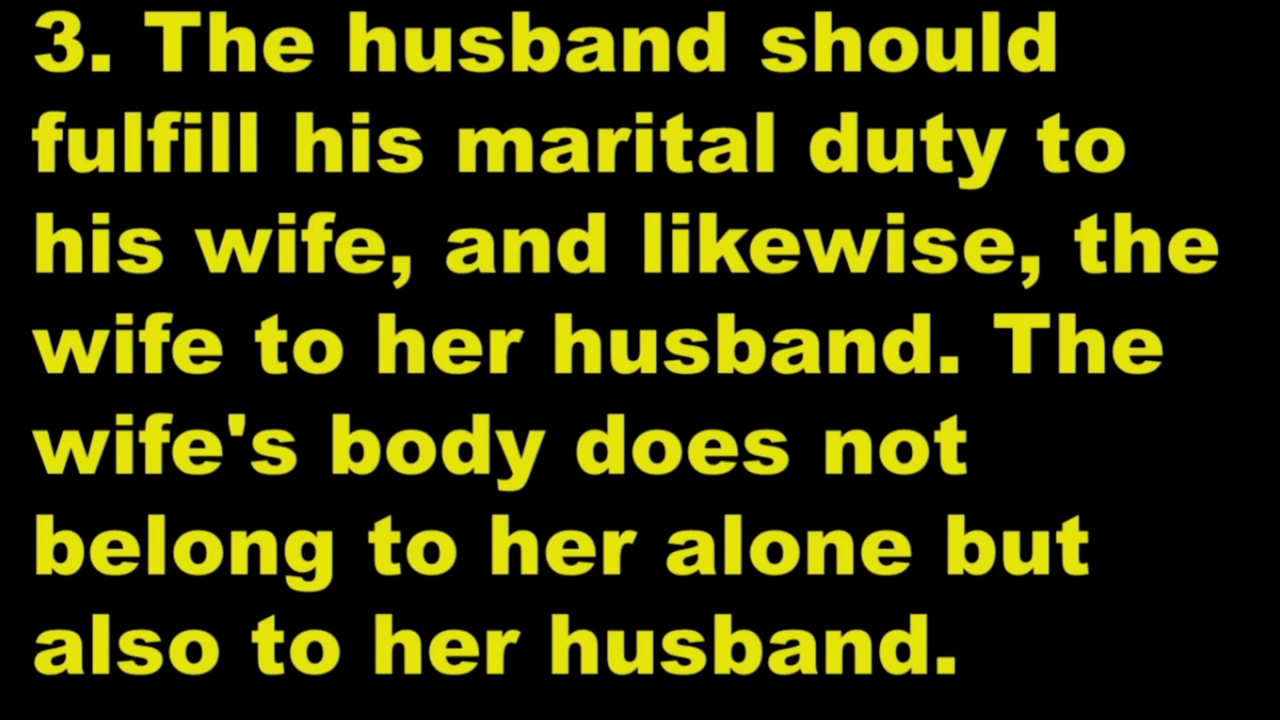 3. The husband should
fulfill his marital duty to
his wife, and likewise, the
wife to her husband. The
wife's body does not
belong to her alone but
also to her husband.